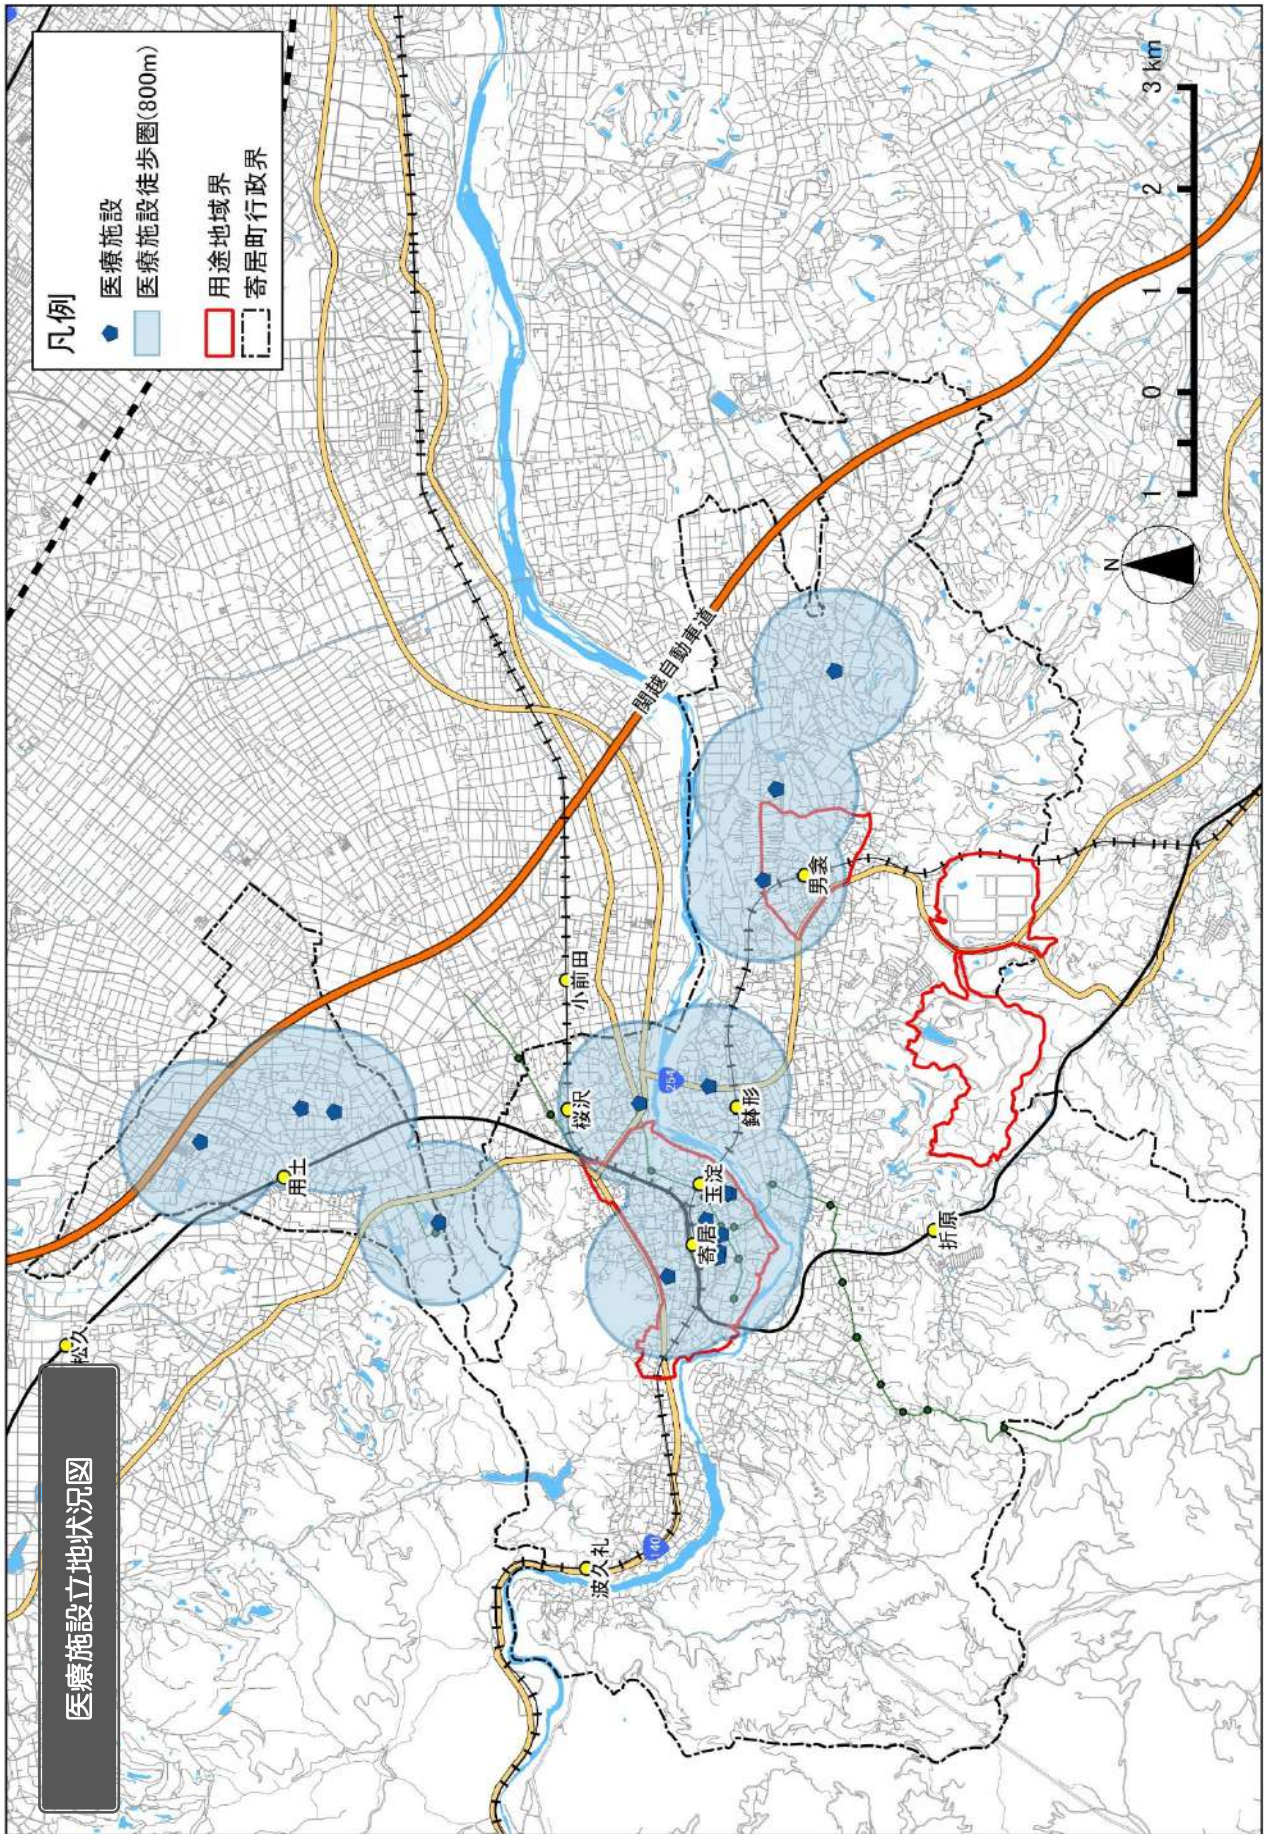 医療施設立地状況図
凡例
医療施設
医療施設徒歩圏(800m)
用途地域界
寄居町行政界
松久
用土
小前田
桜沢
関越自動車道
254
鉢形
玉淀
寄居
男衾
140
波久礼
折原
N
1
0
1
2
3 km